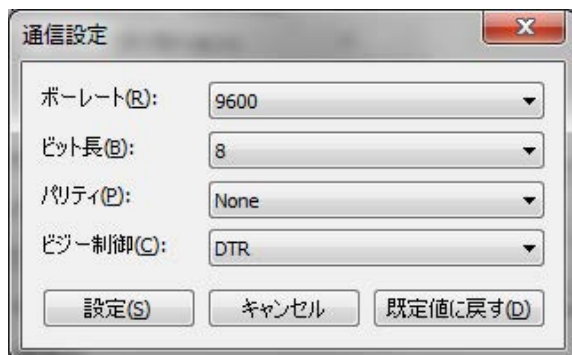 通信設定
ボーレート(R): 9600
ビット長(B): 8
パリティ(P): None
ビジー制御(C): DTR
設定(S) キャンセル 既定値に戻す(D)